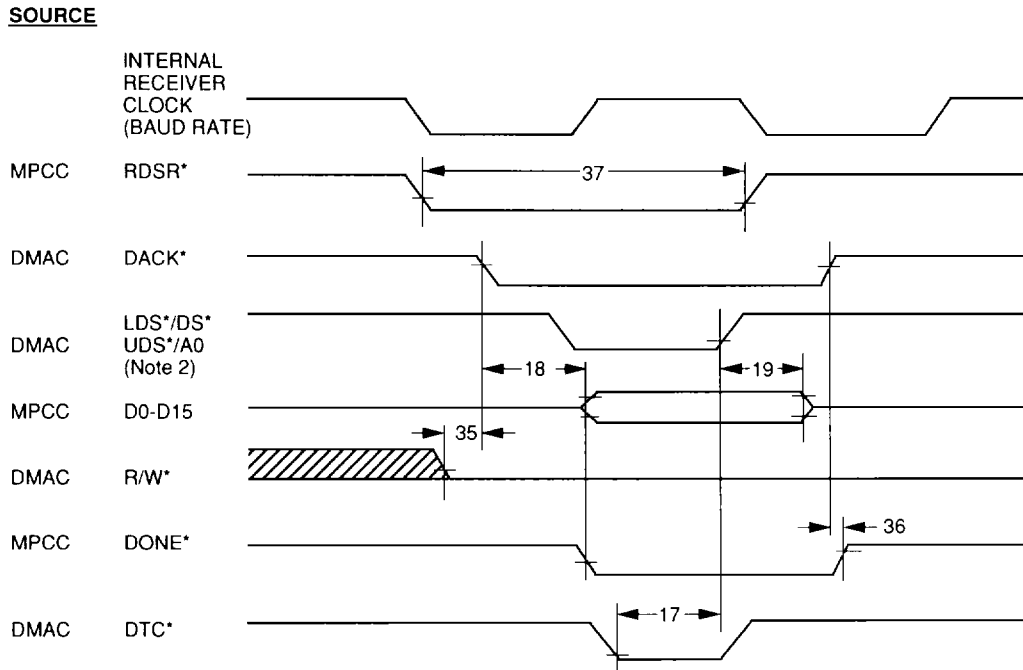 SOURCE
INTERNAL
RECEIVER
CLOCK
(BAUD RATE)
MPCC RDSR*
37
DMAC DACK*
LDS*/DS*
DMAC UDS*/A0
(Note 2)
18
19
MPCC D0-D15
35
DMAC R/W*
36
MPCC DONE*
17
DMAC DTC*